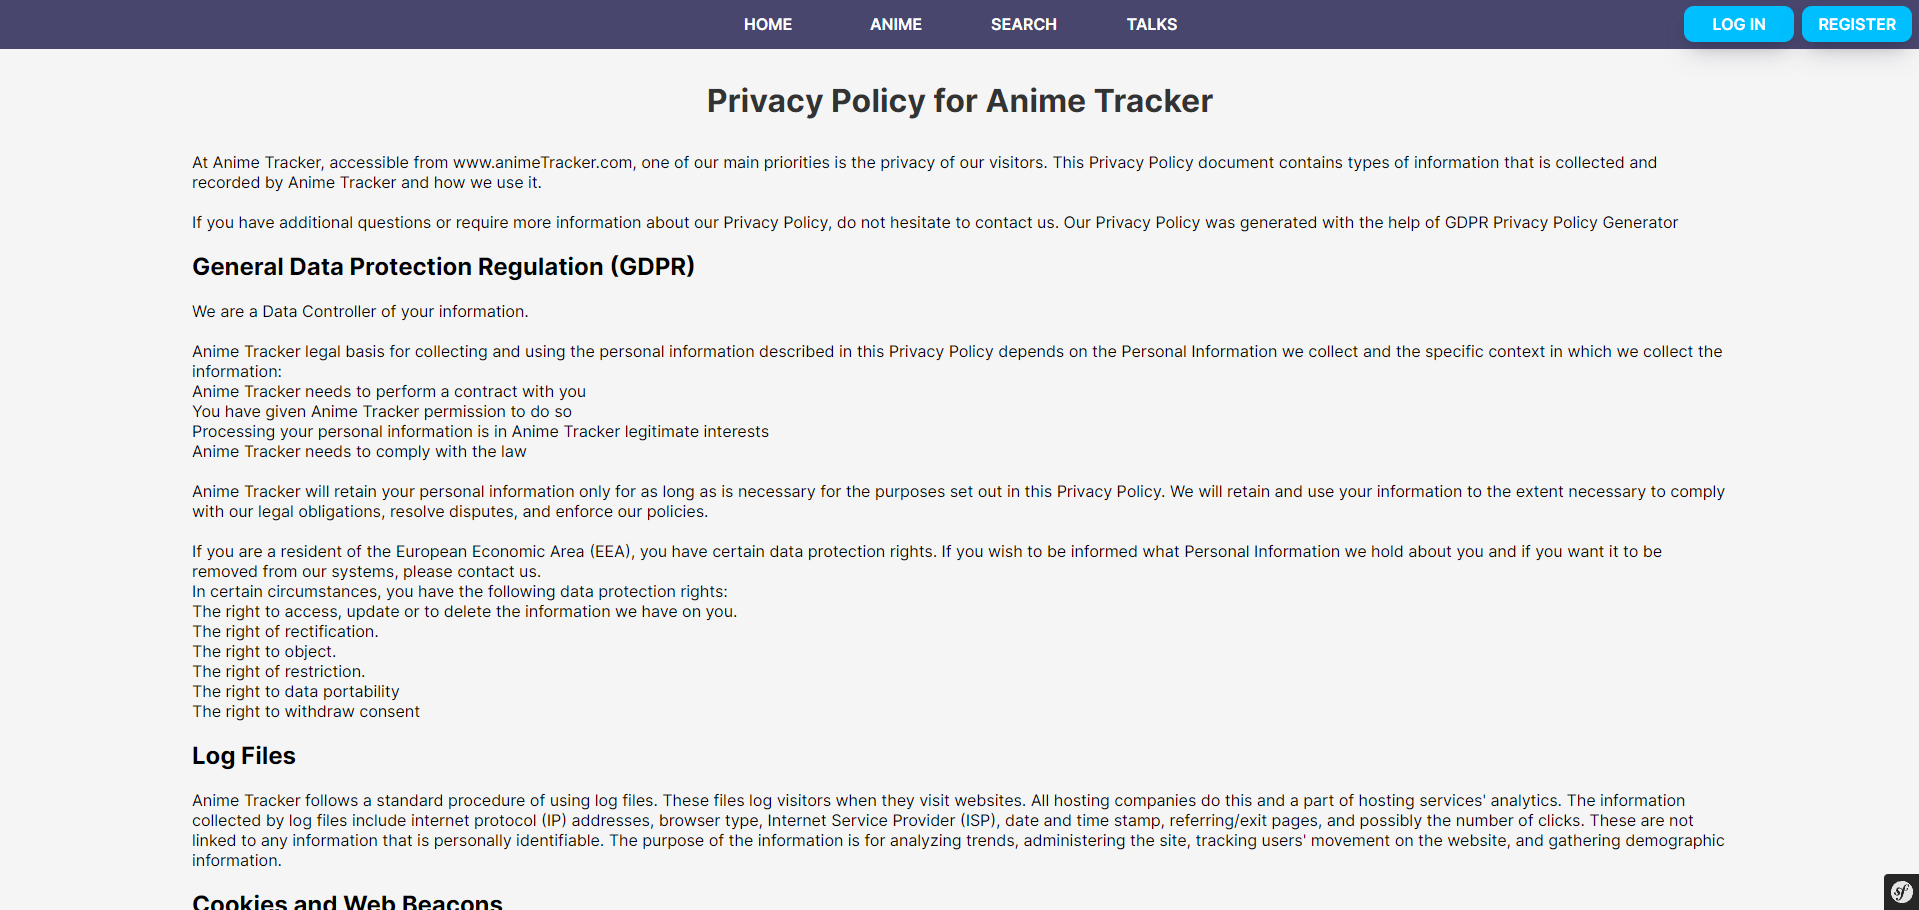 HOME ANIME SEARCH TALKS LOG IN REGISTER
Privacy Policy for Anime Tracker
At Anime Tracker, accessible from www.animeTracker.com, one of our main priorities is the privacy of our visitors. This Privacy Policy document contains types of information that is collected and
recorded by Anime Tracker and how we use it.
If you have additional questions or require more information about our Privacy Policy, do not hesitate to contact us. Our Privacy Policy was generated with the help of GDPR Privacy Policy Generator
General Data Protection Regulation (GDPR)
We are a Data Controller of your information.
Anime Tracker legal basis for collecting and using the personal information described in this Privacy Policy depends on the Personal Information we collect and the specific context in which we collect the
information:
Anime Tracker needs to perform a contract with you
You have given Anime Tracker permission to do so
Processing your personal information is in Anime Tracker legitimate interests
Anime Tracker needs to comply with the law
Anime Tracker will retain your personal information only for as long as is necessary for the purposes set out in this Privacy Policy. We will retain and use your information to the extent necessary to comply
with our legal obligations, resolve disputes, and enforce our policies.
If you are a resident of the European Economic Area (EEA), you have certain data protection rights. If you wish to be informed what Personal Information we hold about you and if you want it to be
removed from our systems, please contact us.
In certain circumstances, you have the following data protection rights:
The right to access, update or to delete the information we have on you.
The right of rectification.
The right to object.
The right of restriction.
The right to data portability
The right to withdraw consent
Log Files
Anime Tracker follows a standard procedure of using log files. These files log visitors when they visit websites. All hosting companies do this and a part of hosting services' analytics. The information
collected by log files include internet protocol (IP) addresses, browser type, Internet Service Provider (ISP), date and time stamp, referring/exit pages, and possibly the number of clicks. These are not
linked to any information that is personally identifiable. The purpose of the information is for analyzing trends, administering the site, tracking users' movement on the website, and gathering demographic
information.
Cookies and Web Beacons
sf